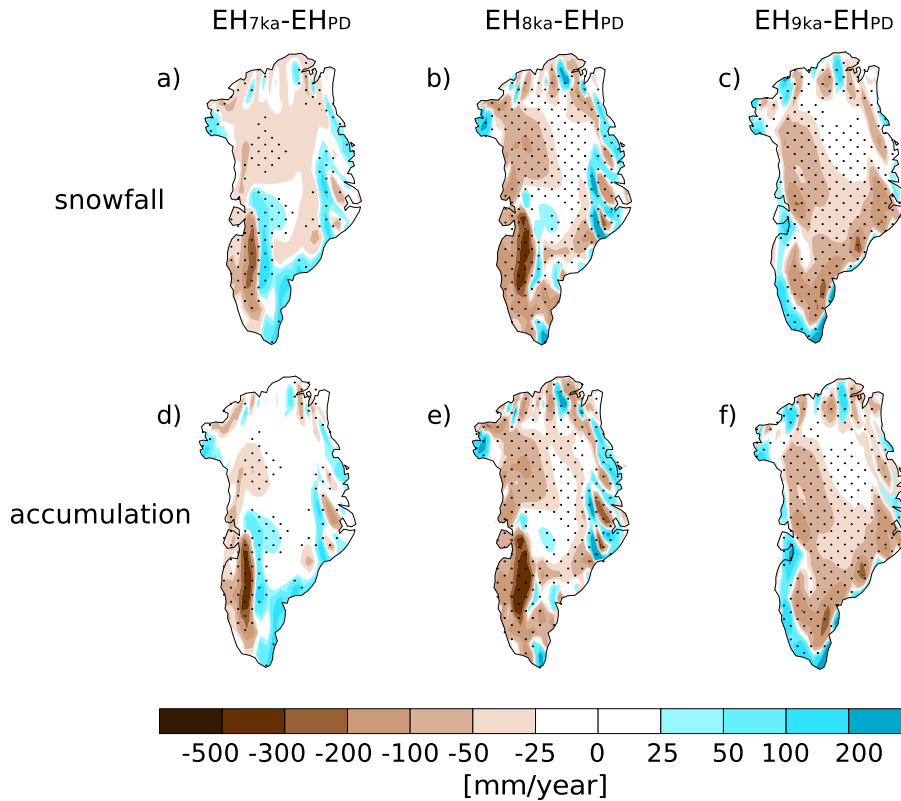 EH7ka-EHPD EH8ka-EHPD EH9ka-EHPD
a) b) c)
snowfall
d) e) f)
accumulation
-500 -300 -200 -100 -50 -25 0 25 50 100 200
[mm/year]